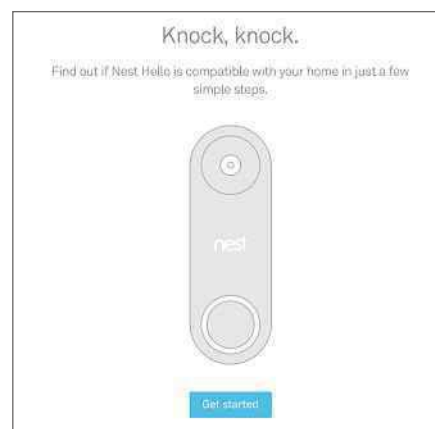 Knock, knock.
Find out if Nest Hello is compatible with your home in just a few
simple steps.
nest
Get started